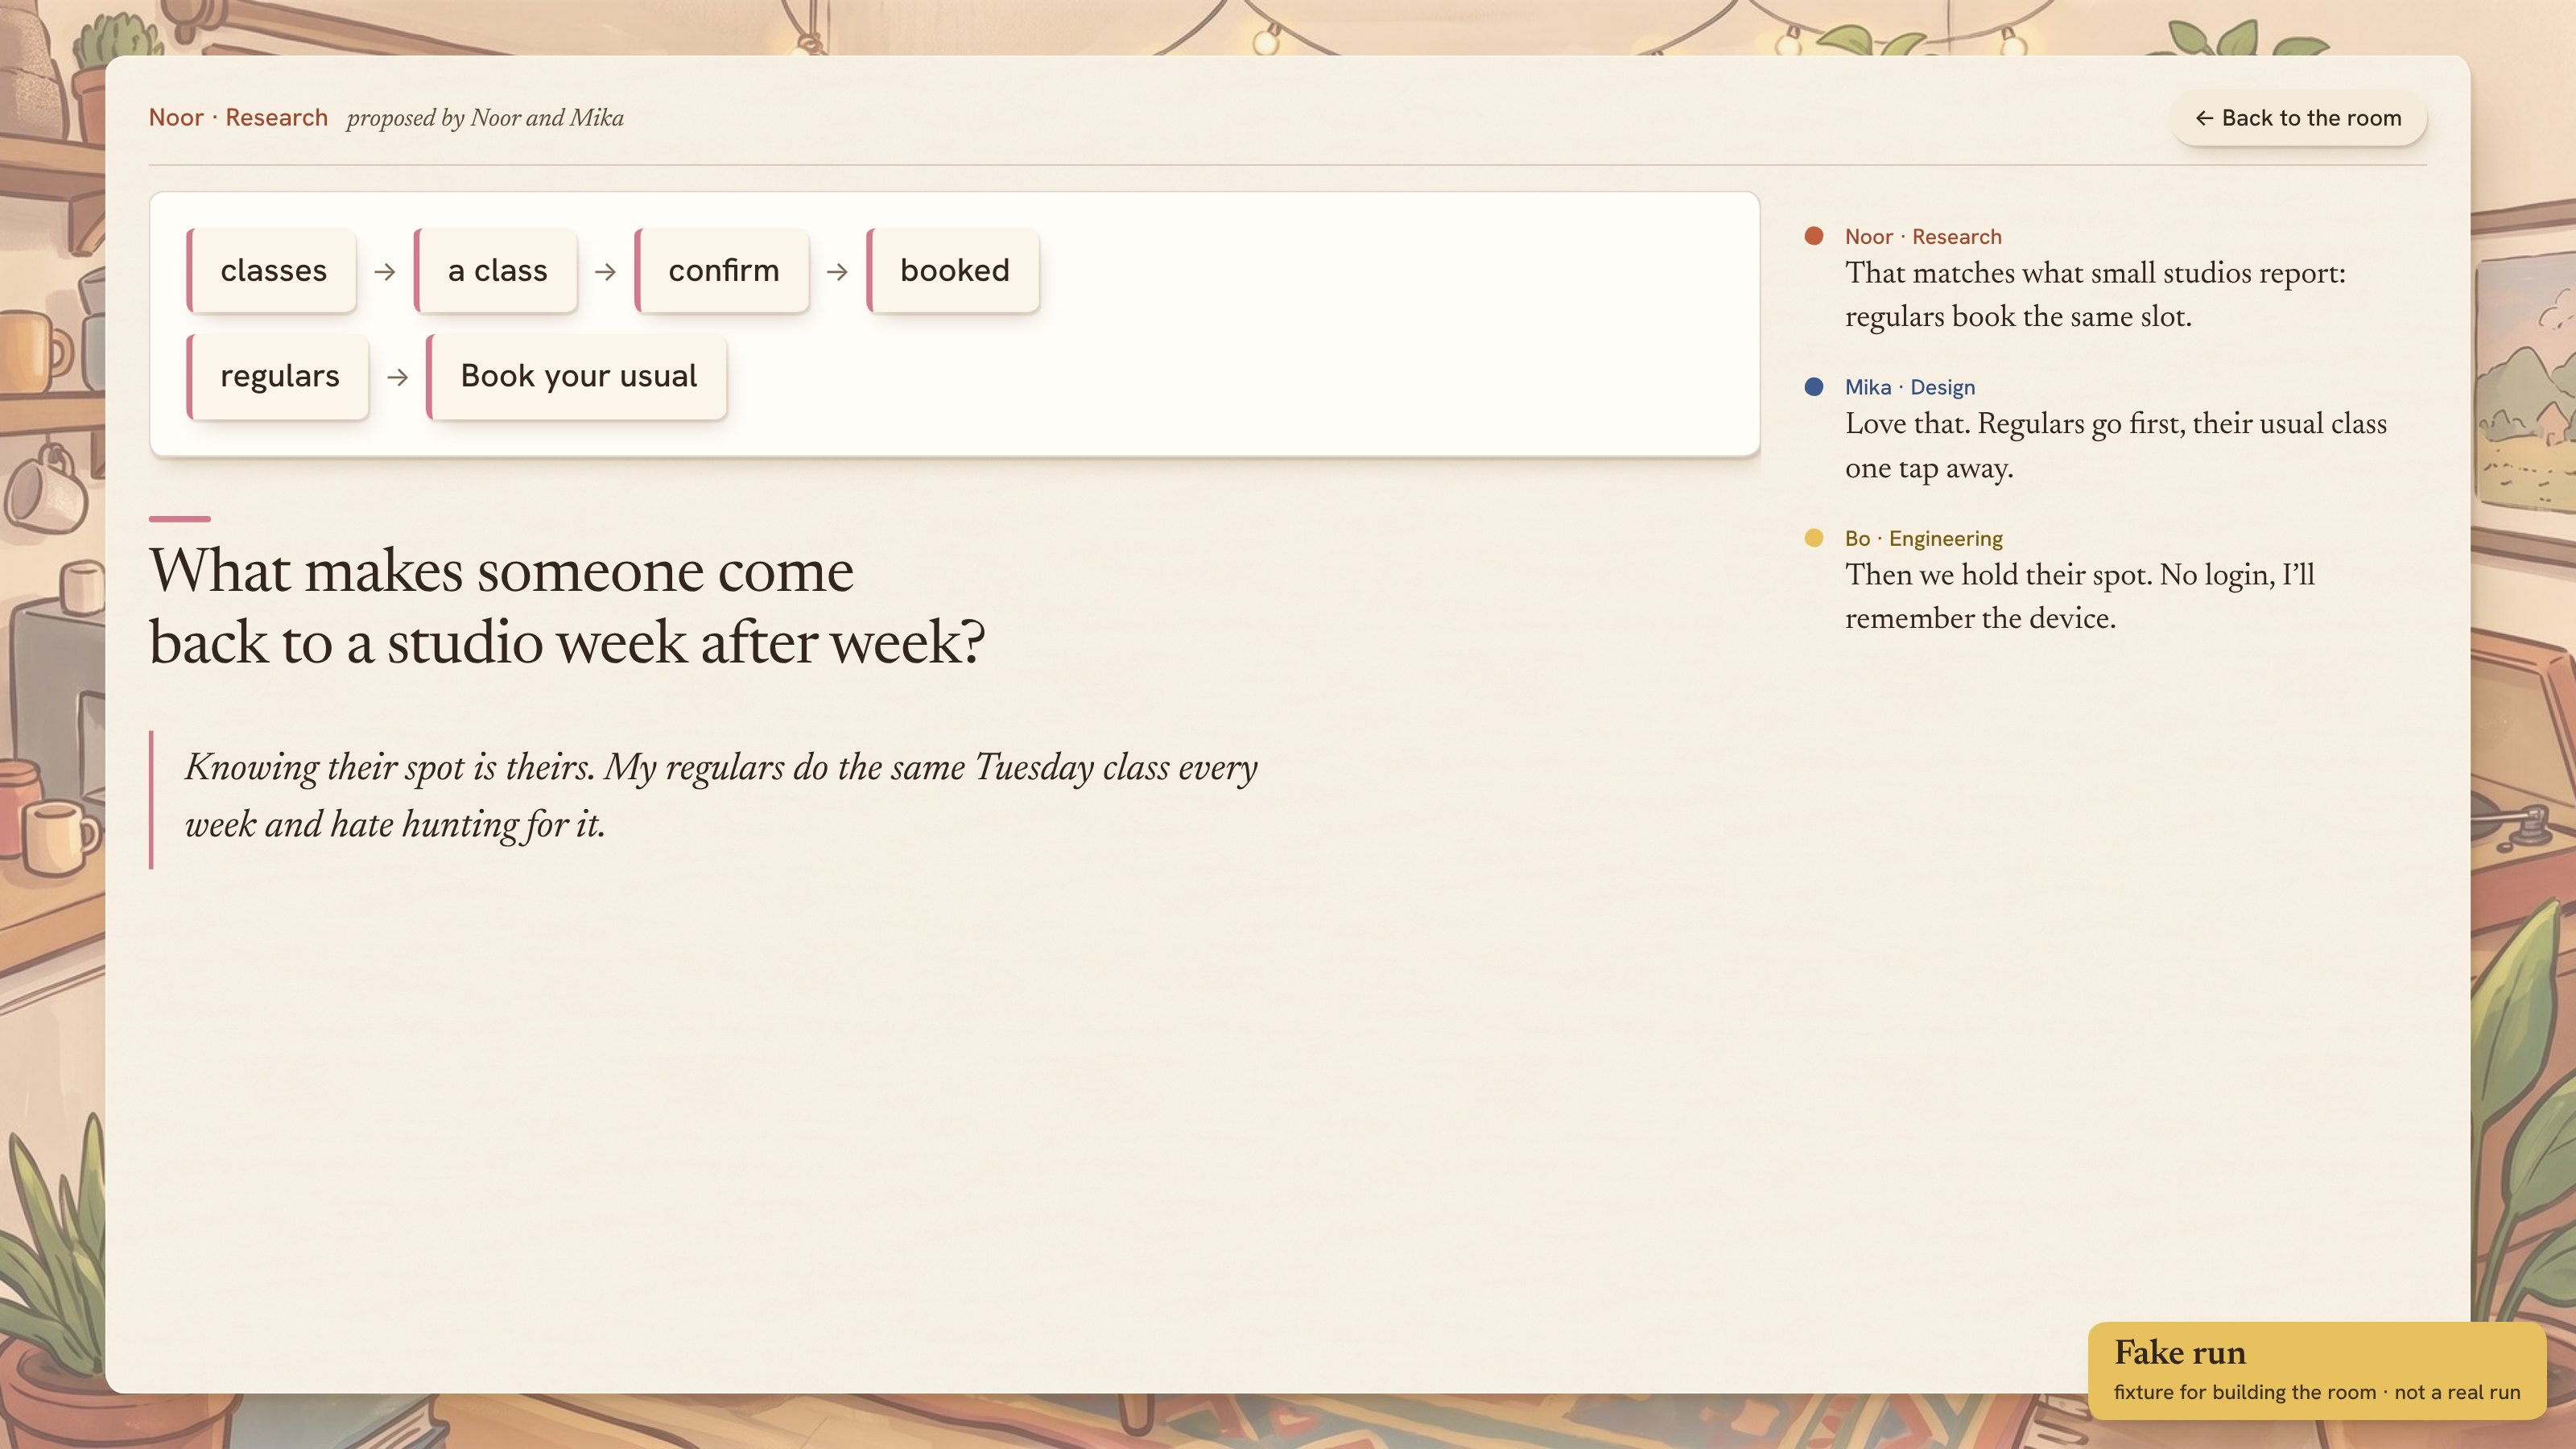 Noor · Research proposed by Noor and Mika
← Back to the room
classes → a class → confirm → booked
regulars → Book your usual
What makes someone come
back to a studio week after week?
Knowing their spot is theirs. My regulars do the same Tuesday class every
week and hate hunting for it.
Noor · Research
That matches what small studios report:
regulars book the same slot.
Mika · Design
Love that. Regulars go first, their usual class
one tap away.
Bo · Engineering
Then we hold their spot. No login, I’ll
remember the device.
Fake run
fixture for building the room · not a real run